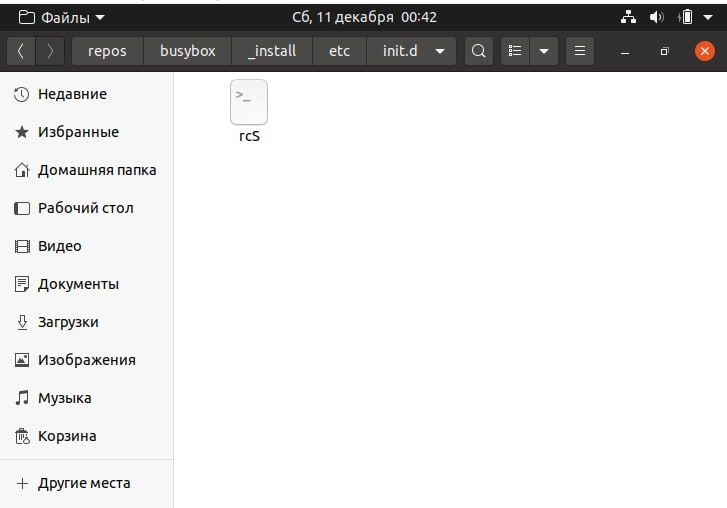 Файлы
Сб, 11 декабря 00:42
repos busybox _install etc init.d
Недавние
Избранные
Домашняя папка
Рабочий стол
Видео
Документы
Загрузки
Изображения
Музыка
Корзина
Другие места
>_
rcS